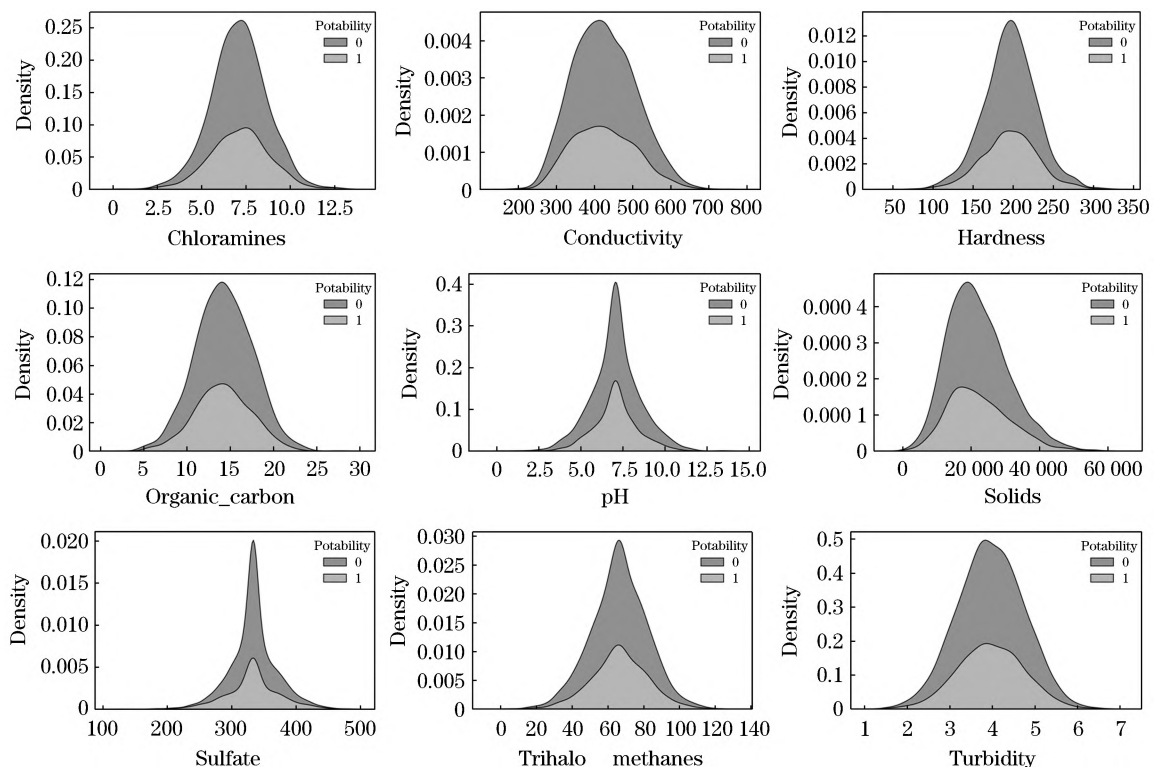 Density
0.25
0.20
0.15
0.10
0.05
0
0 2.5 5.0 7.5 10.0 12.5
Chloramines
Potability
0
1
Density
0.004
0.003
0.002
0.001
0
200 300 400 500 600 700 800
Conductivity
Potability
0
1
Density
0.012
0.010
0.008
0.006
0.004
0.002
0
50 100 150 200 250 300 350
Hardness
Potability
0
1
Density
0.12
0.10
0.08
0.06
0.04
0.02
0
0 5 10 15 20 25 30
Organic_carbon
Potability
0
1
Density
0.4
0.3
0.2
0.1
0
0 2.5 5.0 7.5 10.0 12.5 15.0
pH
Potability
0
1
Density
0.000 4
0.000 3
0.000 2
0.000 1
0
0 20 000 40 000 60 000
Solids
Potability
0
1
Density
0.020
0.015
0.010
0.005
0
100 200 300 400 500
Sulfate
Potability
0
1
Density
0.030
0.025
0.020
0.015
0.010
0.005
0
0 20 40 60 80 100 120 140
Trihalo methanes
Potability
0
1
Density
0.5
0.4
0.3
0.2
0.1
0
1 2 3 4 5 6 7
Turbidity
Potability
0
1